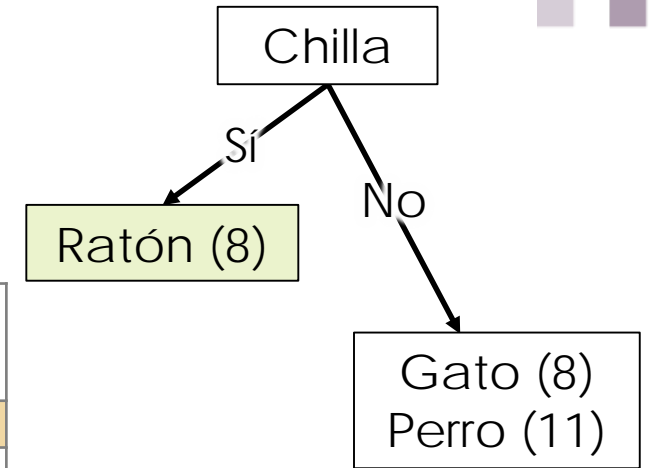 Chilla
Sí
No
Ratón (8)
Gato (8)
Perro (11)